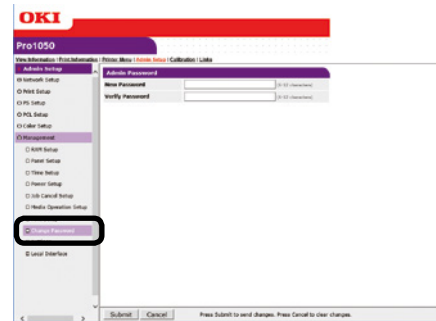 OKI
Pro1050
View Information | Print Information | Printer Menu | Admin Setup | Calibration | Links
Admin Setup
Network Setup
Print Setup
PS Setup
PCL Setup
Color Setup
Management
RAM Setup
Panel Setup
Time Setup
Power Setup
Job Cancel Setup
Media Operation Setup
Change Password
Local Interface
Admin Password
New Password
Verify Password
Submit Cancel Press Submit to send changes. Press Cancel to clear changes.